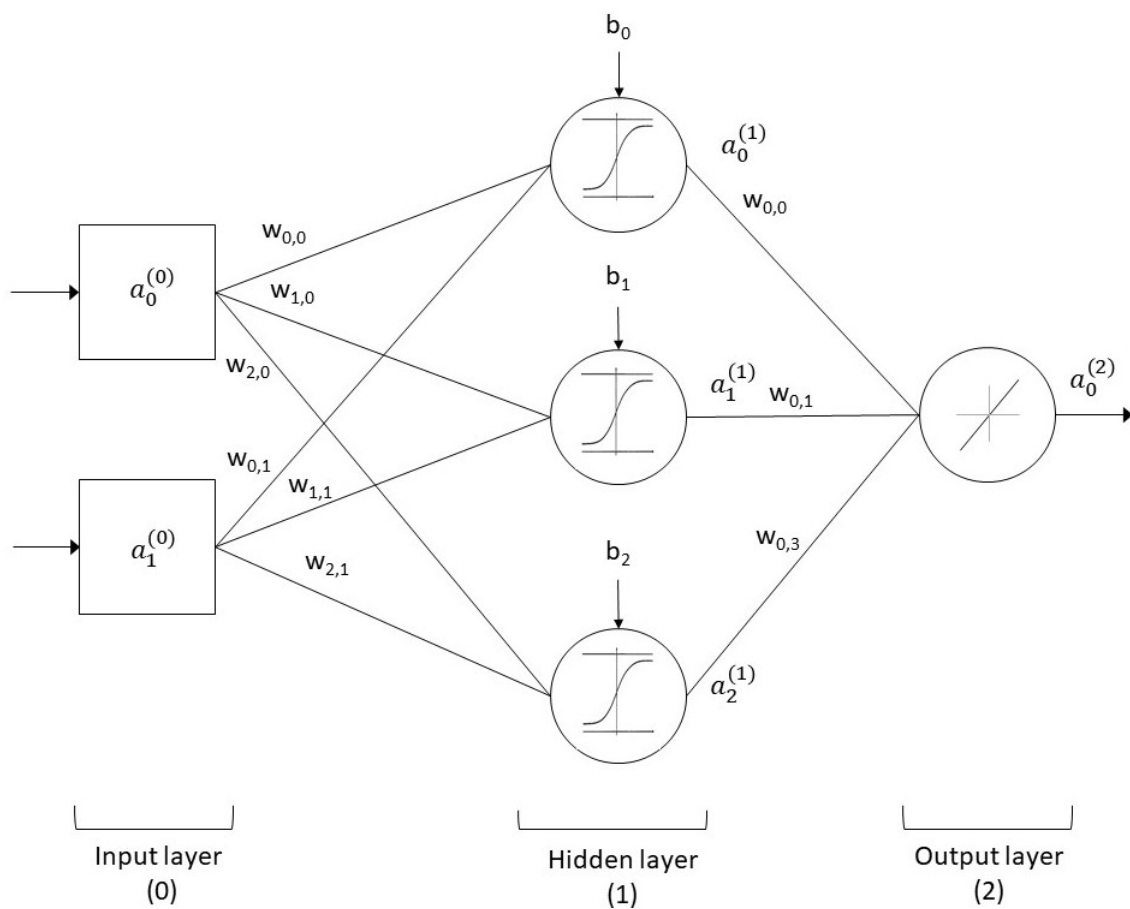 b₀
a₀⁽¹⁾
w₀,₀
w₀,₀
a₀⁽⁰⁾
b₁
w₁,₀
w₂,₀
a₁⁽¹⁾
w₀,₁
a₀⁽²⁾
w₀,₁
w₁,₁
a₁⁽⁰⁾
w₂,₁
b₂
w₀,₃
a₂⁽¹⁾
Input layer
(0)
Hidden layer
(1)
Output layer
(2)